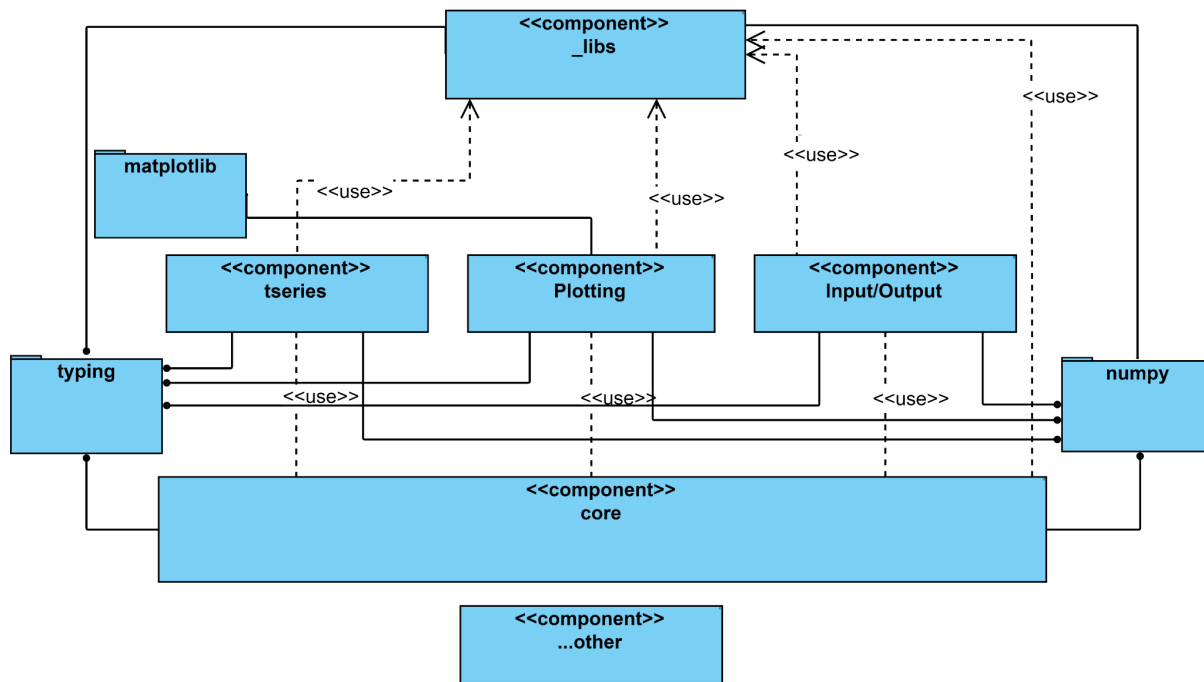 <<component>>
_libs
<<use>>
matplotlib
<<use>>
<<use>>
<<use>>
<<component>>
tseries
<<component>>
Plotting
<<component>>
Input/Output
typing
numpy
<<use>>
<<use>>
<<use>>
<<component>>
core
<<component>>
...other